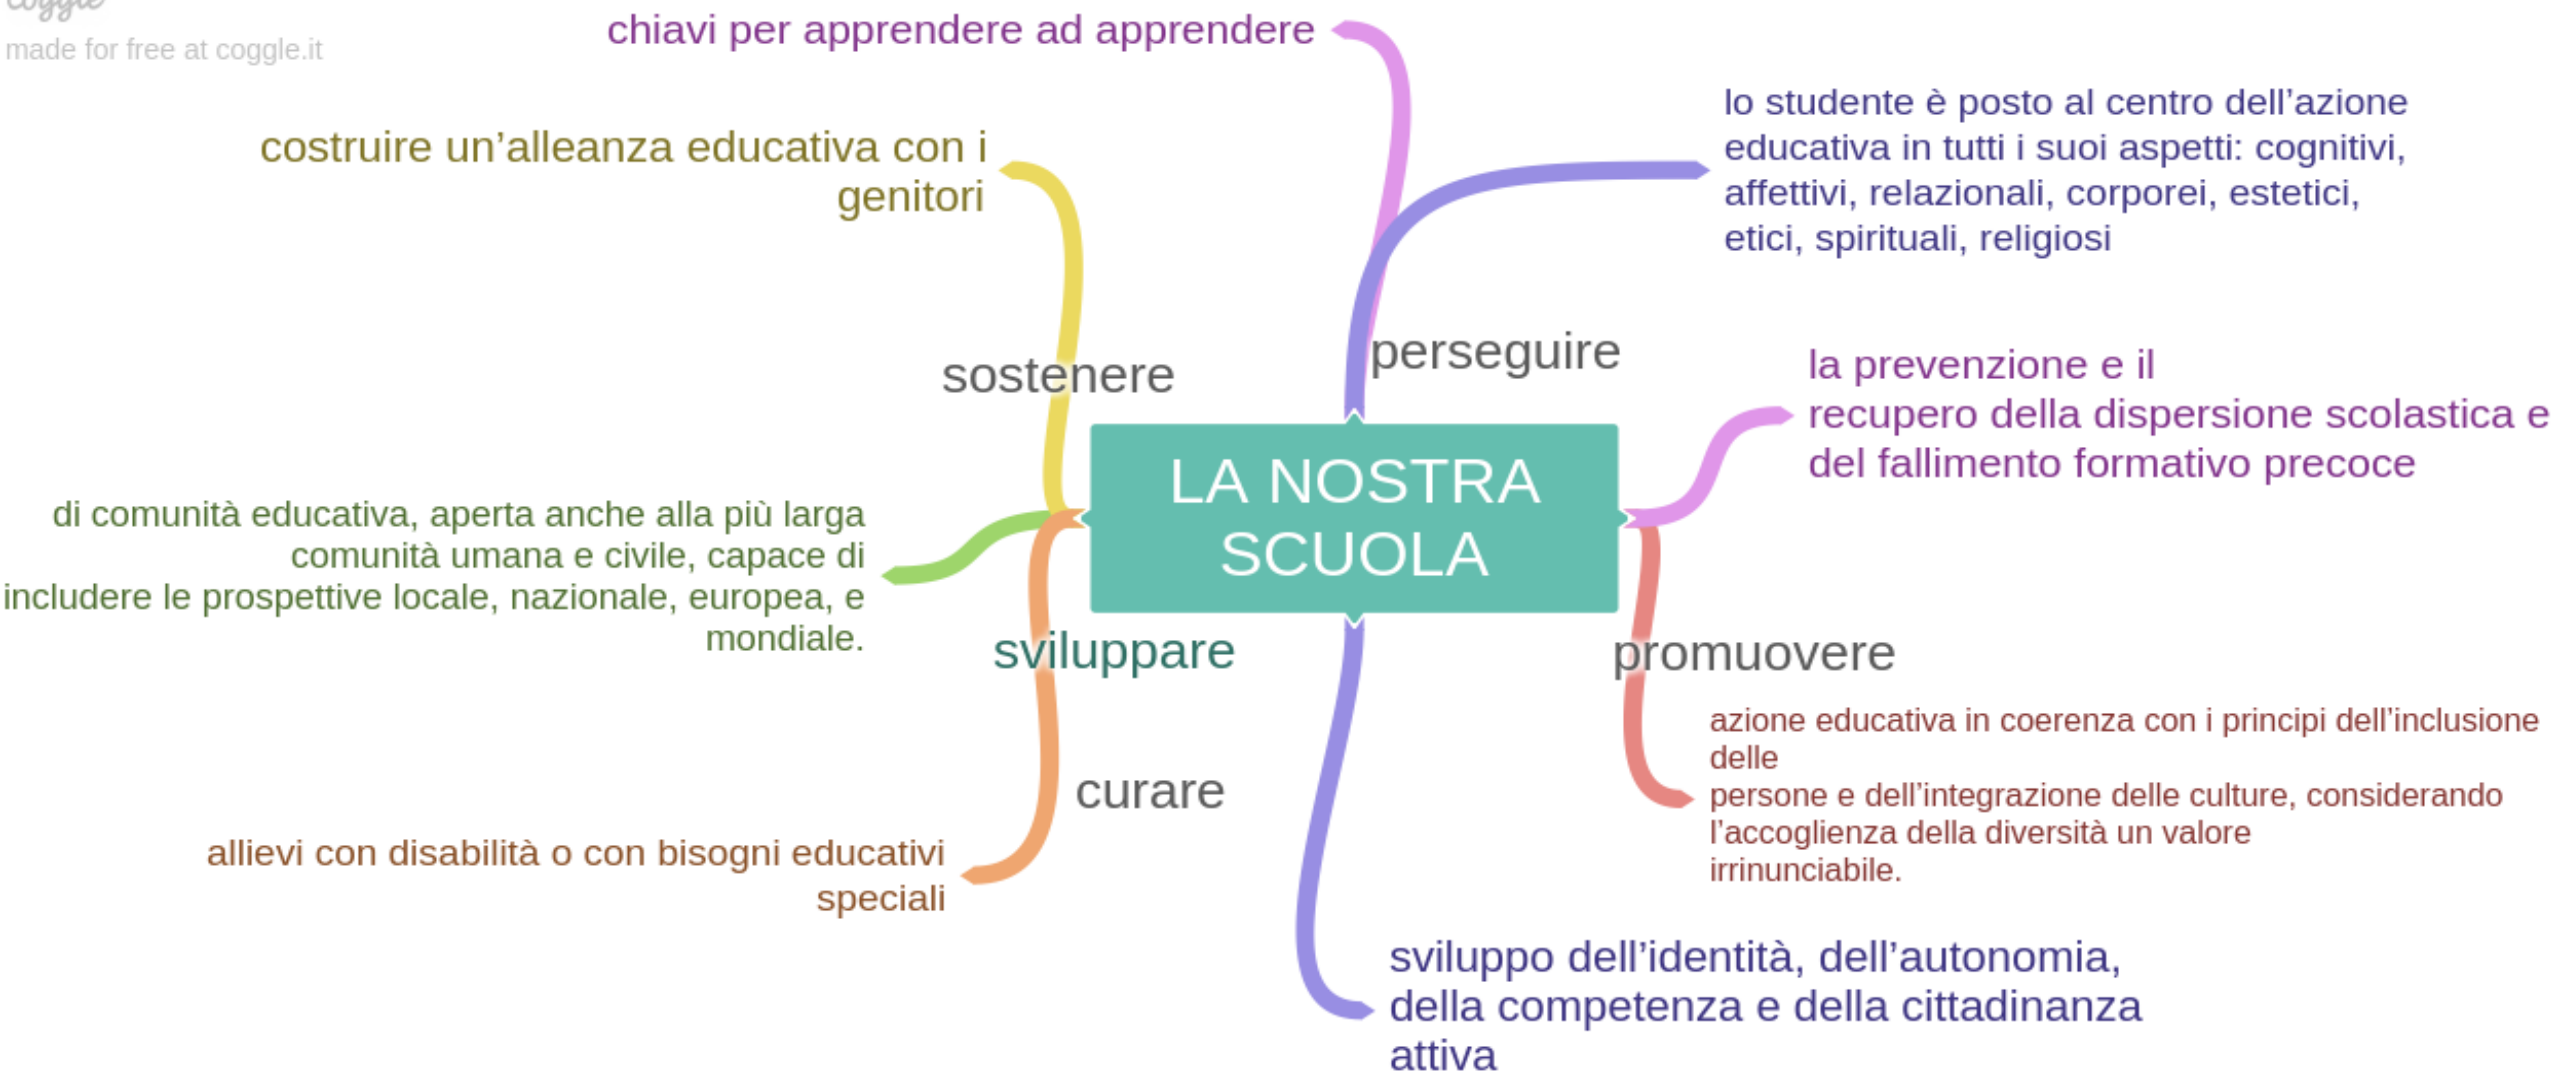 coggle
made for free at coggle.it
chiavi per apprendere ad apprendere
costruire un’alleanza educativa con i
genitori
lo studente è posto al centro dell’azione
educativa in tutti i suoi aspetti: cognitivi,
affettivi, relazionali, corporei, estetici,
etici, spirituali, religiosi
sostenere
perseguire
la prevenzione e il
recupero della dispersione scolastica e
del fallimento formativo precoce
LA NOSTRA
SCUOLA
di comunità educativa, aperta anche alla più larga
comunità umana e civile, capace di
includere le prospettive locale, nazionale, europea, e
mondiale.
sviluppare
promuovere
azione educativa in coerenza con i principi dell’inclusione
delle
persone e dell’integrazione delle culture, considerando
l’accoglienza della diversità un valore
irrinunciabile.
curare
allievi con disabilità o con bisogni educativi
speciali
sviluppo dell’identità, dell’autonomia,
della competenza e della cittadinanza
attiva